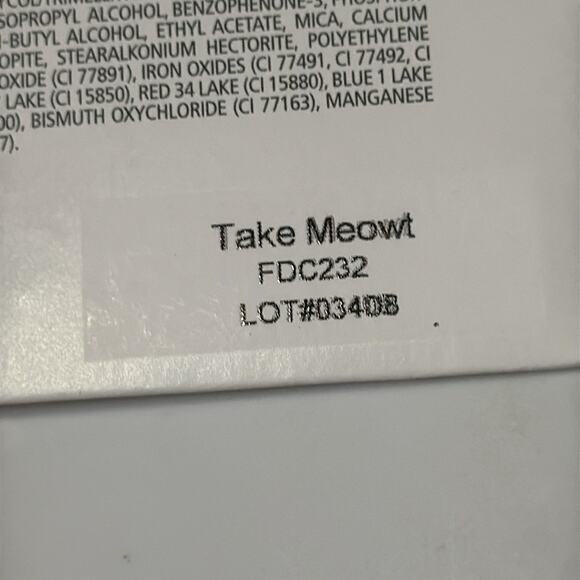 SOPROPYL ALCOHOL, BENZOPHENONE-3,
-BUTYL ALCOHOL, ETHYL ACETATE, MICA, CALCIUM
OPITE, STEARALKONIUM HECTORITE, POLYETHYLENE
OXIDE (CI 77891), IRON OXIDES (CI 77491, CI 77492, CI
LAKE (CI 15850), RED 34 LAKE (CI 15880), BLUE 1 LAKE
00), BISMUTH OXYCHLORIDE (CI 77163), MANGANESE
7).
Take Meowt
FDC232
LOT#0340B